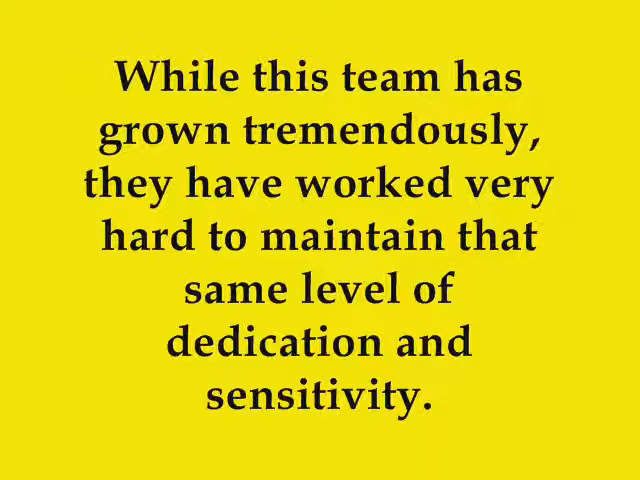 While this team has
grown tremendously,
they have worked very
hard to maintain that
same level of
dedication and
sensitivity.